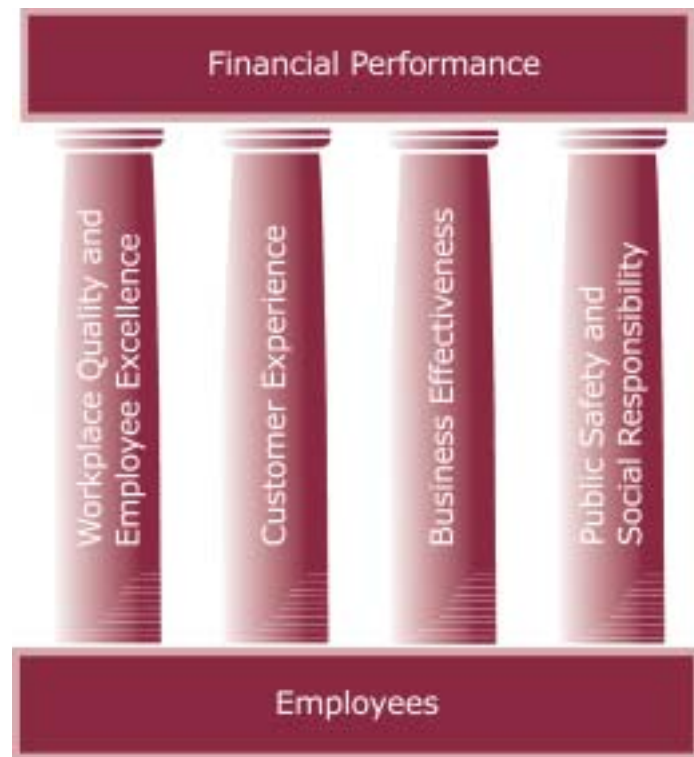 Financial Performance
Workplace Quality and
Employee Excellence
Customer Experience
Business Effectiveness
Public Safety and
Social Responsibility
Employees